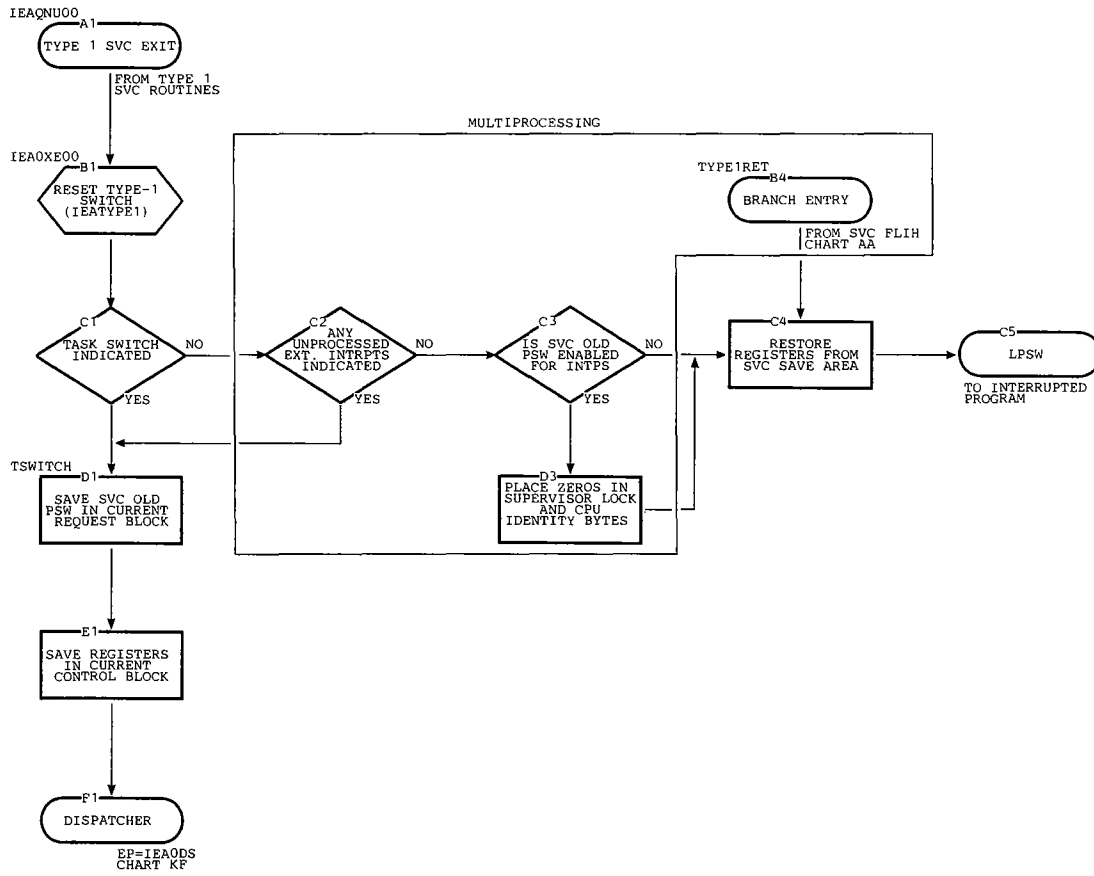 IEAQNU00
A1
TYPE 1 SVC EXIT
FROM TYPE 1
SVC ROUTINES
MULTIPROCESSING
IEA0XE00
B1
RESET TYPE-1
SWITCH
(IEATYPE1)
TYPE1RET
B4
BRANCH ENTRY
FROM SVC FLIH
CHART AA
C1
TASK SWITCH
INDICATED
NO
YES
C2
ANY
UNPROCESSED
EXT. INTRPTS
INDICATED
NO
YES
C3
IS SVC OLD
PSW ENABLED
FOR INTPS
NO
YES
C4
RESTORE
REGISTERS FROM
SVC SAVE AREA
C5
LPSW
TO INTERRUPTED
PROGRAM
TSWITCH
D1
SAVE SVC OLD
PSW IN CURRENT
REQUEST BLOCK
D3
PLACE ZEROS IN
SUPERVISOR LOCK
AND CPU
IDENTITY BYTES
E1
SAVE REGISTERS
IN CURRENT
CONTROL BLOCK
F1
DISPATCHER
EP=IEA0DS
CHART KF